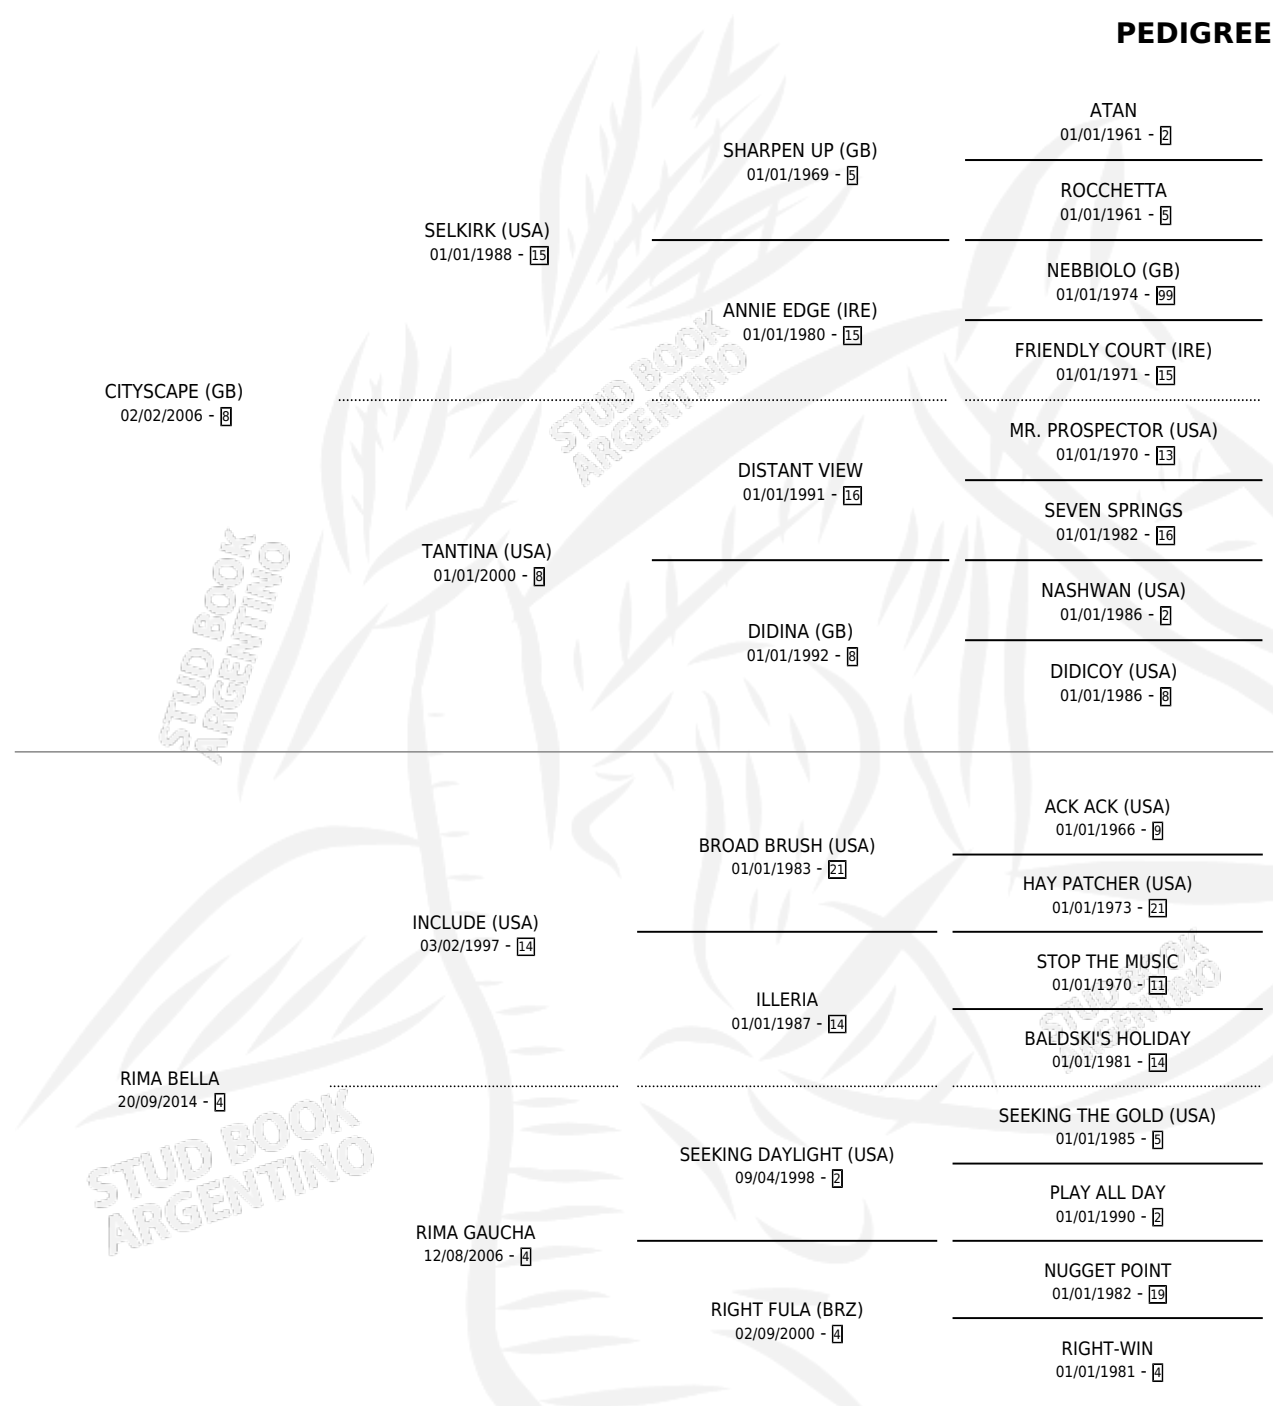 PEDIGREE
ATAN
01/01/1961 - 2
SHARPEN UP (GB)
01/01/1969 - 5
ROCCHETTA
01/01/1961 - 5
SELKIRK (USA)
01/01/1988 - 15
NEBBIOLO (GB)
01/01/1974 - 99
ANNIE EDGE (IRE)
01/01/1980 - 15
FRIENDLY COURT (IRE)
01/01/1971 - 15
CITYSCAPE (GB)
02/02/2006 - 8
MR. PROSPECTOR (USA)
01/01/1970 - 13
DISTANT VIEW
01/01/1991 - 16
SEVEN SPRINGS
01/01/1982 - 16
TANTINA (USA)
01/01/2000 - 8
NASHWAN (USA)
01/01/1986 - 2
DIDINA (GB)
01/01/1992 - 8
DIDICOY (USA)
01/01/1986 - 8
ACK ACK (USA)
01/01/1966 - 9
BROAD BRUSH (USA)
01/01/1983 - 21
HAY PATCHER (USA)
01/01/1973 - 21
INCLUDE (USA)
03/02/1997 - 14
STOP THE MUSIC
01/01/1970 - 11
ILLERIA
01/01/1987 - 14
BALDSKI'S HOLIDAY
01/01/1981 - 14
RIMA BELLA
20/09/2014 - 4
SEEKING THE GOLD (USA)
01/01/1985 - 5
SEEKING DAYLIGHT (USA)
09/04/1998 - 2
PLAY ALL DAY
01/01/1990 - 2
RIMA GAUCHA
12/08/2006 - 4
NUGGET POINT
01/01/1982 - 19
RIGHT FULA (BRZ)
02/09/2000 - 4
RIGHT-WIN
01/01/1981 - 4
STUD BOOK
ARGENTINO
STUD BOOK
ARGENTINO
STUD BOOK
ARGENTINO
STUD BOOK
ARGENTINO